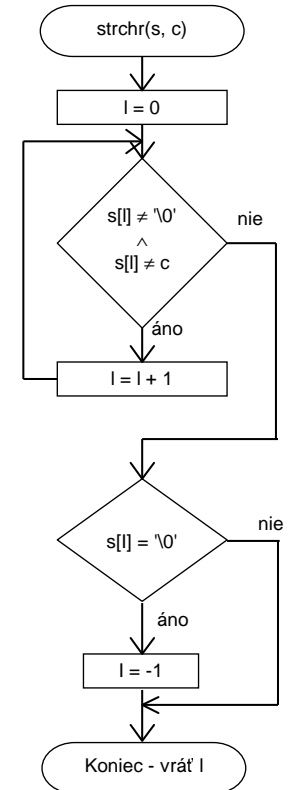 strchr(s, c)
l = 0
s[l] ≠ '\0'
nie
∧
s[l] ≠ c
áno
l = l + 1
s[l] = '\0'
nie
áno
l = -1
Koniec - vráť l